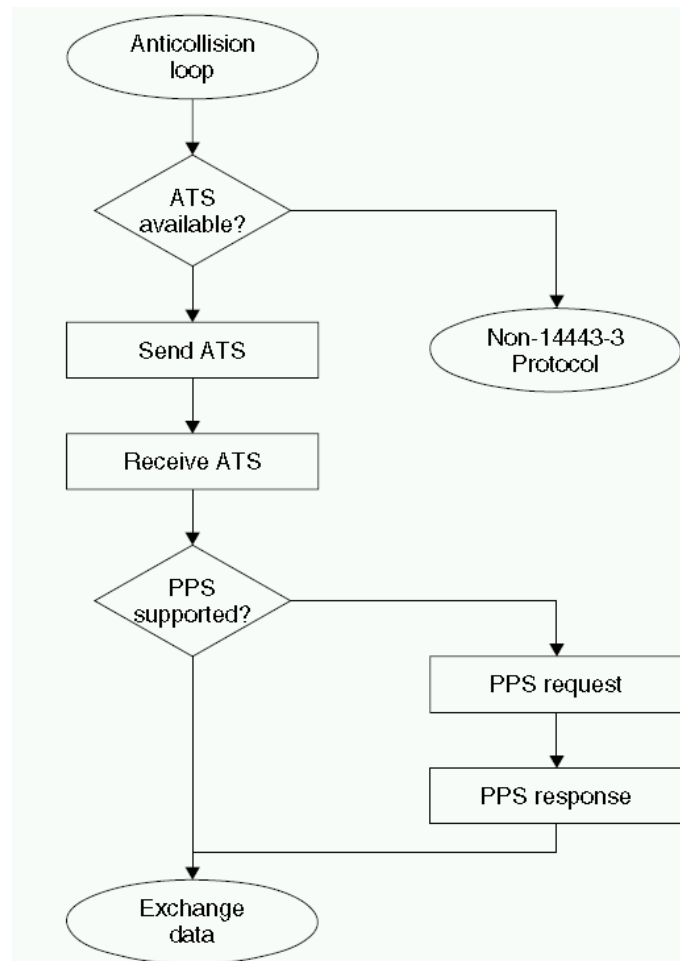 Anticollision
loop
ATS
available?
Send ATS
Non-14443-3
Protocol
Receive ATS
PPS
supported?
PPS request
PPS response
Exchange
data